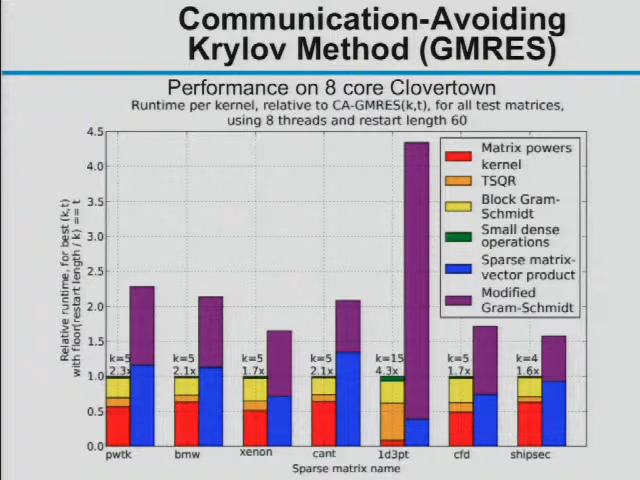 Communication-Avoiding
Krylov Method (GMRES)
Performance on 8 core Clovertown
Runtime per kernel, relative to CA-GMRES(k,t), for all test matrices,
using 8 threads and restart length 60
Relative runtime, for best (k,t)
with floor(restart length / k) == t
4.5
4.0
3.5
3.0
2.5
2.0
1.5
1.0
0.5
0.0
Matrix powers
kernel
TSQR
Block Gram-
Schmidt
Small dense
operations
Sparse matrix-
vector product
Modified
Gram-Schmidt
k=5 k=5 k=5 k=5 k=15 k=5 k=4
2.3x 2.1x 1.7x 2.1x 4.3x 1.7x 1.6x
pwtk bmw xenon cant 1d3pt cfd shipsec
Sparse matrix name